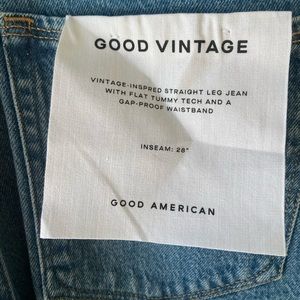 GOOD VINTAGE
VINTAGE-INSPRED STRAIGHT LEG JEAN
WITH FLAT TUMMY TECH AND A
GAP-PROOF WAISTBAND
INSEAM: 28"
GOOD AMERICAN